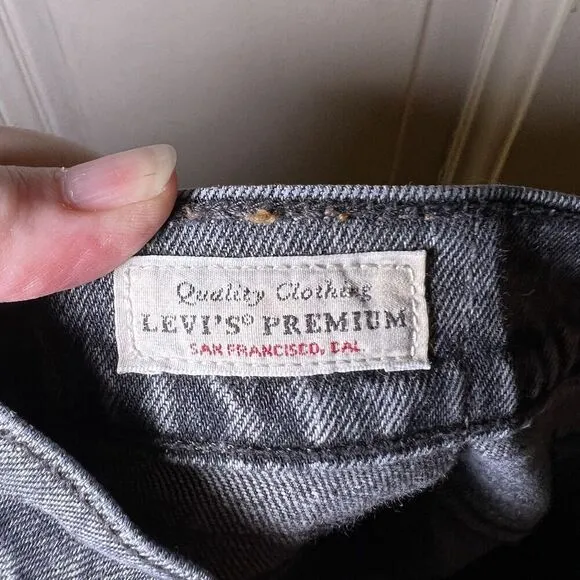 Quality Clothing
LEVI'S® PREMIUM
SAN FRANCISCO, CAL.